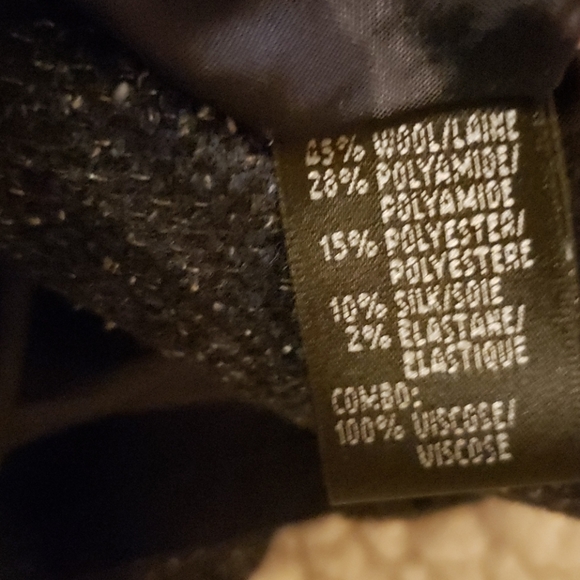 45% WOOL/LAINE
28% POLYAMIDE/
POLYAMIDE
15% POLYESTER/
POLYESTERE
10% SILK/SOIE
2% ELASTANE/
ELASTIQUE
COMBO:
100% VISCOSE/
VISCOSE